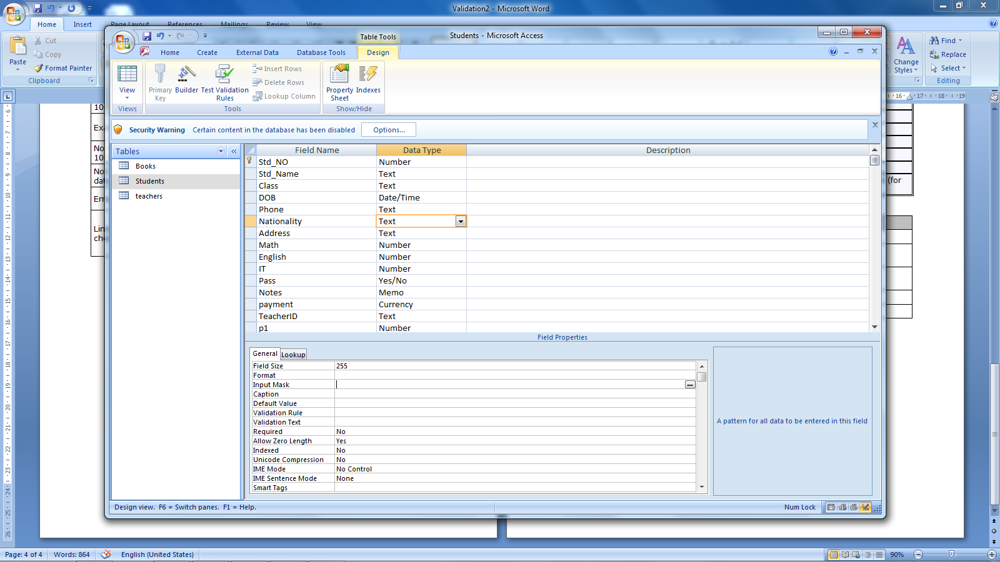 Validation2 - Microsoft Word
Home Insert Page Layout References Mailings Review View
Cut
Copy
Format Painter
Paste
Clipboard
Find
Replace
Select
Change Styles
Editing
Students - Microsoft Access
Table Tools
Home Create External Data Database Tools Design
View
Views
Primary Key
Builder
Test Validation Rules
Insert Rows
Delete Rows
Lookup Column
Tools
Property Sheet
Indexes
Show/Hide
Security Warning Certain content in the database has been disabled Options...
Tables
Books
Students
teachers
Field Name Data Type Description
Std_NO Number
Std_Name Text
Class Text
DOB Date/Time
Phone Text
Nationality Text
Address Text
Math Number
English Number
IT Number
Pass Yes/No
Notes Memo
payment Currency
TeacherID Text
p1 Number
Field Properties
General Lookup
Field Size 255
Format
Input Mask
Caption
Default Value
Validation Rule
Validation Text
Required No
Allow Zero Length Yes
Indexed No
Unicode Compression No
IME Mode No Control
IME Sentence Mode None
Smart Tags
A pattern for all data to be entered in this field
Design view. F6 = Switch panes. F1 = Help.
Num Lock
10
No
10
No
(for
Page: 4 of 4 Words: 864 English (United States) 90%